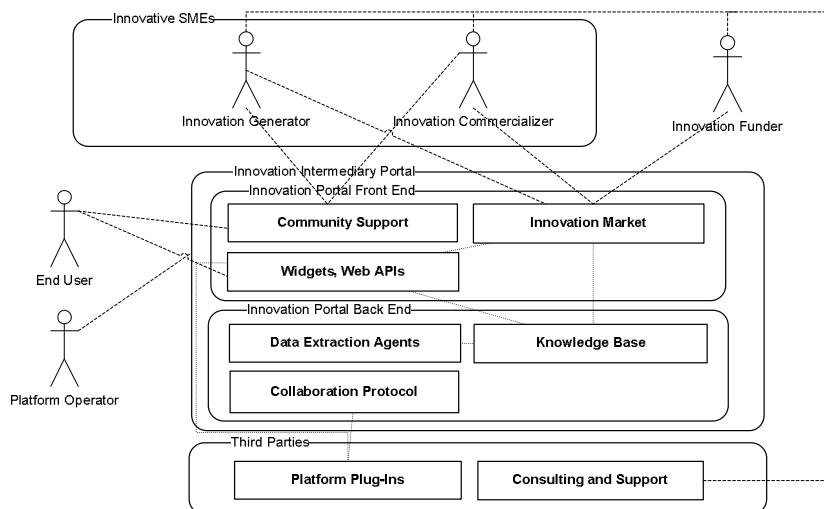 Innovative SMEs
Innovation Generator
Innovation Commercializer
Innovation Funder
Innovation Intermediary Portal
Innovation Portal Front End
Community Support
Innovation Market
Widgets, Web APIs
End User
Innovation Portal Back End
Data Extraction Agents
Knowledge Base
Collaboration Protocol
Platform Operator
Third Parties
Platform Plug-Ins
Consulting and Support